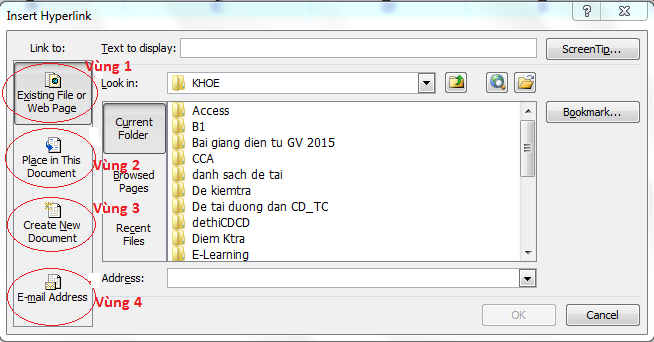 Insert Hyperlink
Link to:
Text to display:
ScreenTip...
Vùng 1
Existing File or
Web Page
Look in:
KHOE
Bookmark...
Current
Folder
Browsed
Pages
Recent
Files
Access
B1
Bai giang dien tu GV 2015
CCA
danh sach de tai
De kiemtra
De tai duong dan CD_TC
dethiCDCD
Diem Ktra
E-Learning
Place in This
Document
Vùng 2
Create New
Document
Vùng 3
E-mail Address
Vùng 4
Address:
OK
Cancel